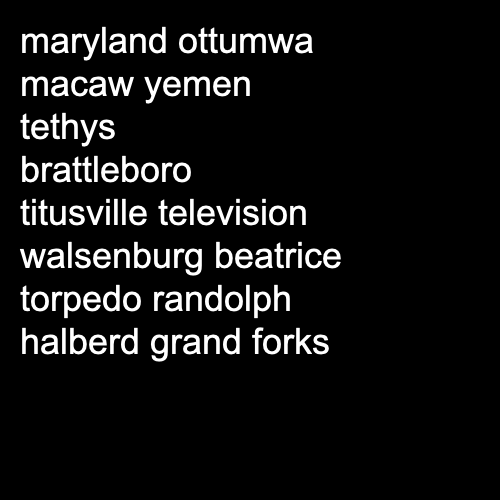 maryland ottumwa
macaw yemen
tethys
brattleboro
titusville television
walsenburg beatrice
torpedo randolph
halberd grand forks